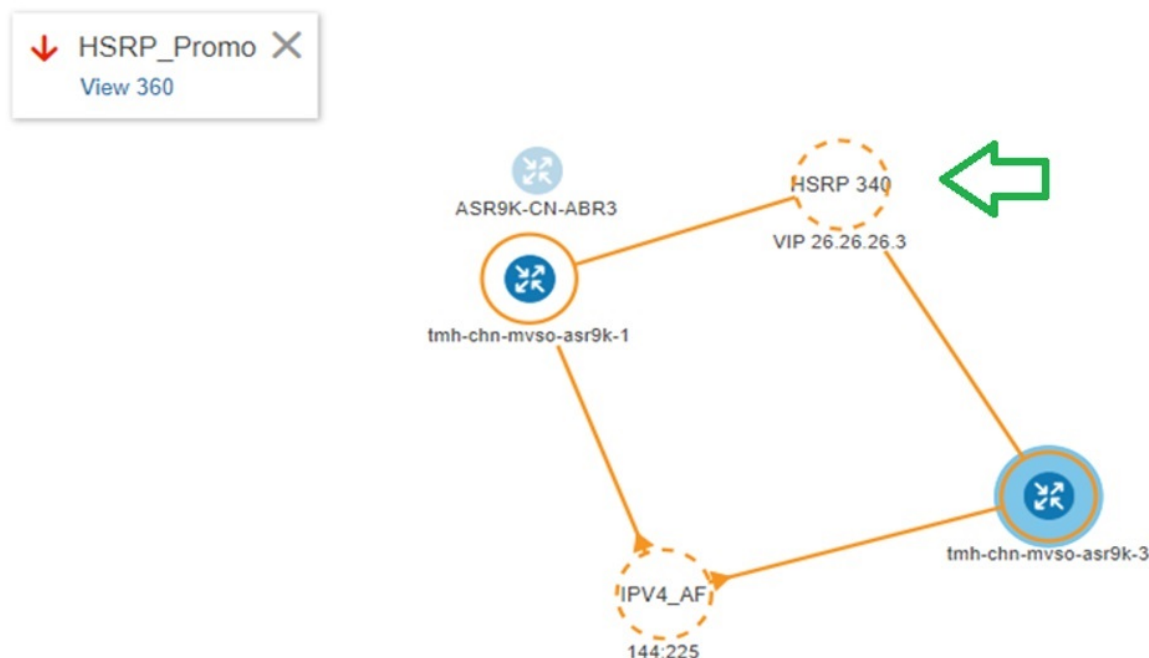 HSRP_Promo
View 360
HSRP 340
ASR9K-CN-ABR3
VIP 26.26.26.3
tmh-chn-mvso-asr9k-1
tmh-chn-mvso-asr9k-3
IPV4_AF
144:225